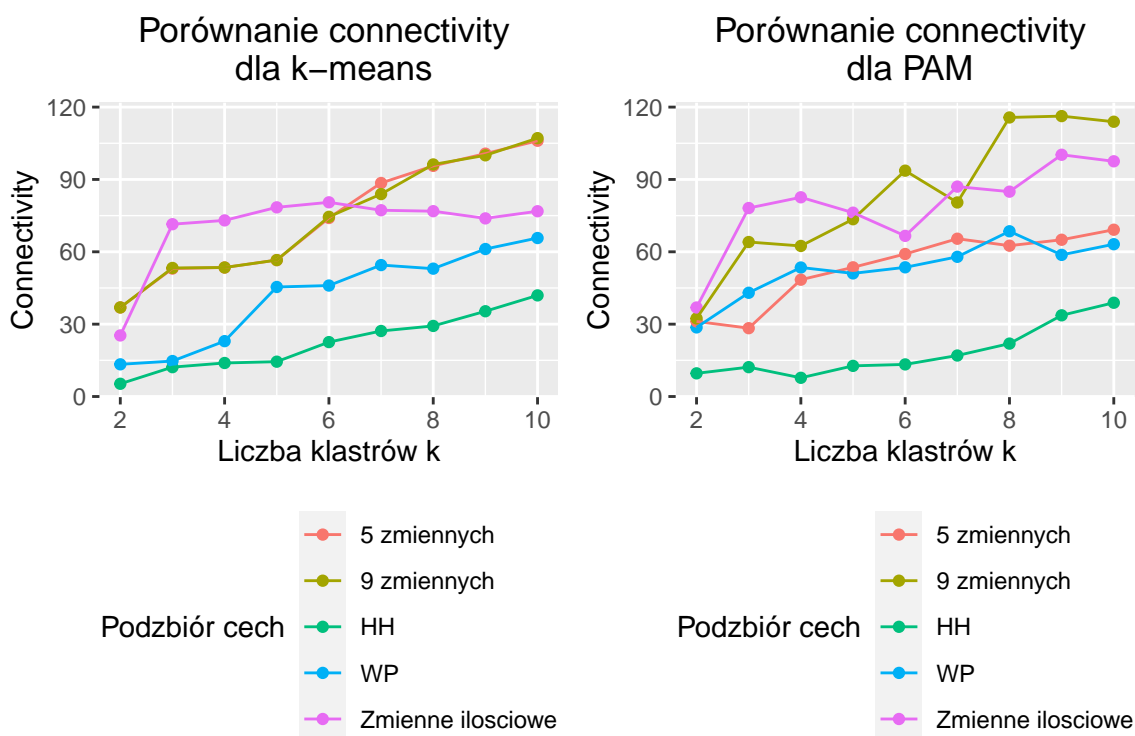 Porównanie connectivity
dla k−means
Connectivity
120
90
60
30
0
2 4 6 8 10
Liczba klastrów k
Podzbiór cech
5 zmiennych
9 zmiennych
HH
WP
Zmienne ilosciowe
Porównanie connectivity
dla PAM
Connectivity
120
90
60
30
0
2 4 6 8 10
Liczba klastrów k
Podzbiór cech
5 zmiennych
9 zmiennych
HH
WP
Zmienne ilosciowe